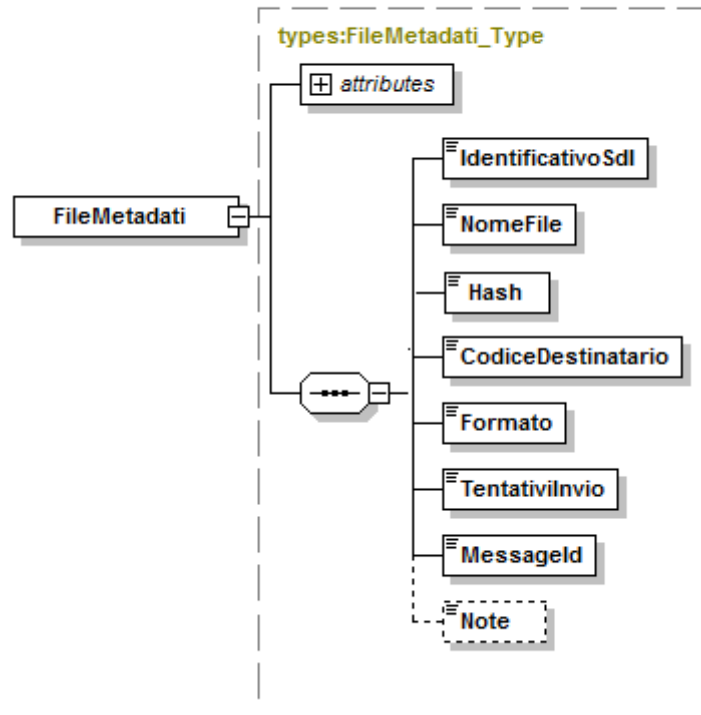 types:FileMetadati_Type
attributes
IdentificativoSdI
FileMetadati
NomeFile
Hash
CodiceDestinatario
Formato
TentativiInvio
MessageId
Note